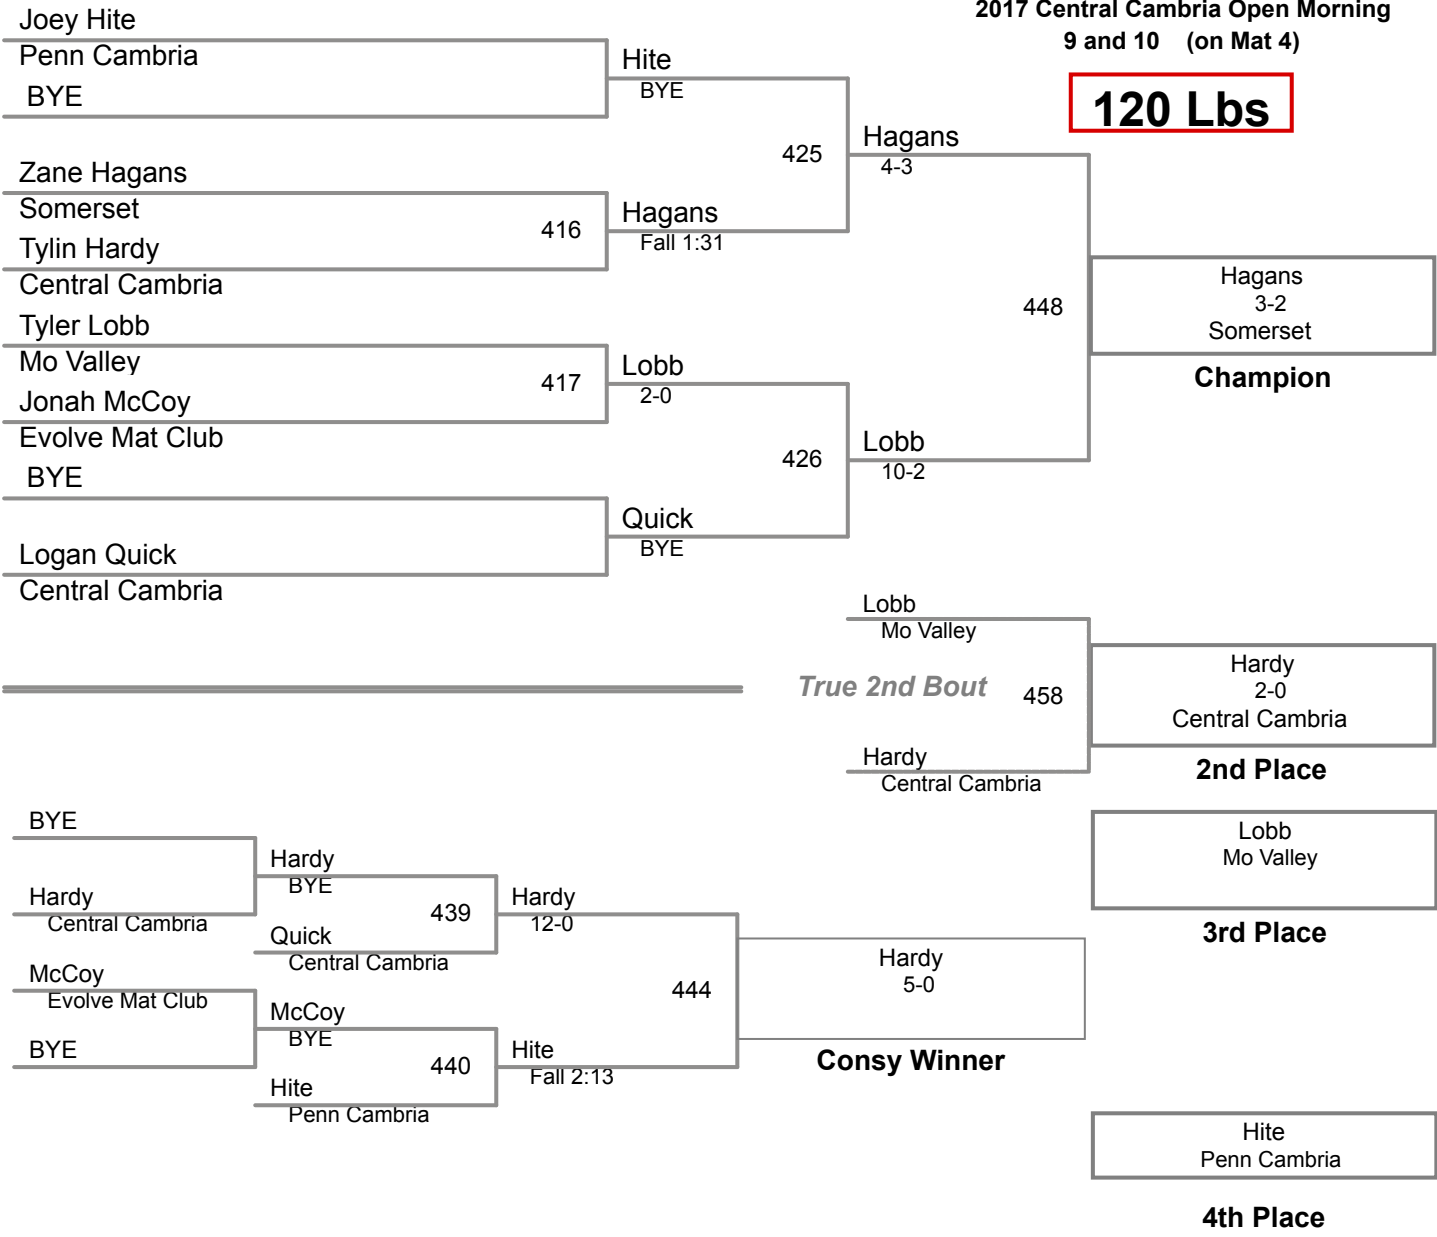 2017 Central Cambria Open Morning
9 and 10 (on Mat 4)
120 Lbs
Joey Hite
Penn Cambria
BYE
Zane Hagans
Somerset
416
Tylin Hardy
Central Cambria
Tyler Lobb
Mo Valley
417
Jonah McCoy
Evolve Mat Club
BYE
Logan Quick
Central Cambria
Hite
BYE
425
Hagans
Fall 1:31
Lobb
2-0
426
Quick
BYE
Hagans
4-3
448
Lobb
10-2
Hagans
3-2
Somerset
Champion
Lobb
Mo Valley
True 2nd Bout 458
Hardy
Central Cambria
Hardy
2-0
Central Cambria
2nd Place
BYE
Hardy
Central Cambria
McCoy
Evolve Mat Club
BYE
Hardy
BYE
439
Quick
Central Cambria
McCoy
BYE
440
Hite
Penn Cambria
Hardy
12-0
444
Hite
Fall 2:13
Hardy
5-0
Consy Winner
Lobb
Mo Valley
3rd Place
Hite
Penn Cambria
4th Place